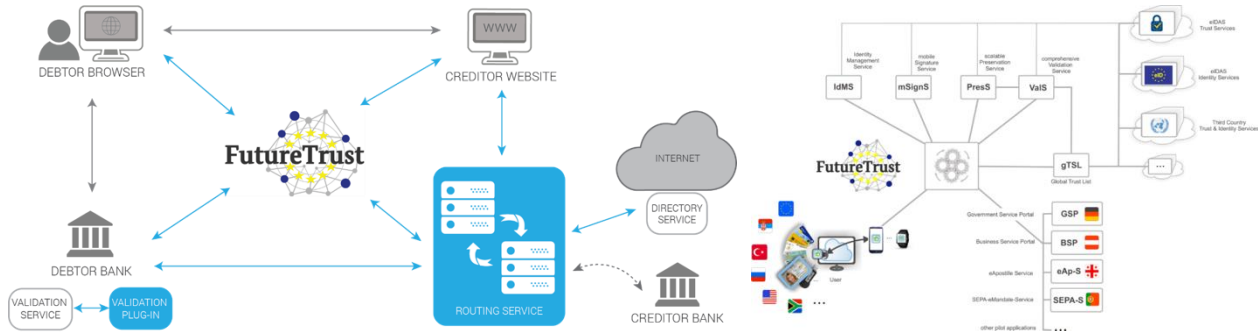 WWW
DEBTOR BROWSER
CREDITOR WEBSITE
FutureTrust
INTERNET
DIRECTORY
SERVICE
DEBTOR BANK
VALIDATION
SERVICE
VALIDATION
PLUG-IN
ROUTING SERVICE
CREDITOR BANK
eIDAS
Trust Services
Identity
Management
Service
mobile
Signature
Service
scalable
Preservation
Service
comprehensive
Validation
Service
eID
eIDAS
Identity Services
IdMS
mSignS
PresS
ValS
Third Country
Trust & Identity Services
FutureTrust
gTSL
Global Trust List
...
Government Service Portal
GSP
Business Service Portal
BSP
eApostille Service
eAp-S
SEPA-eMandate-Service
SEPA-S
other pilot applications
...
User
...
...